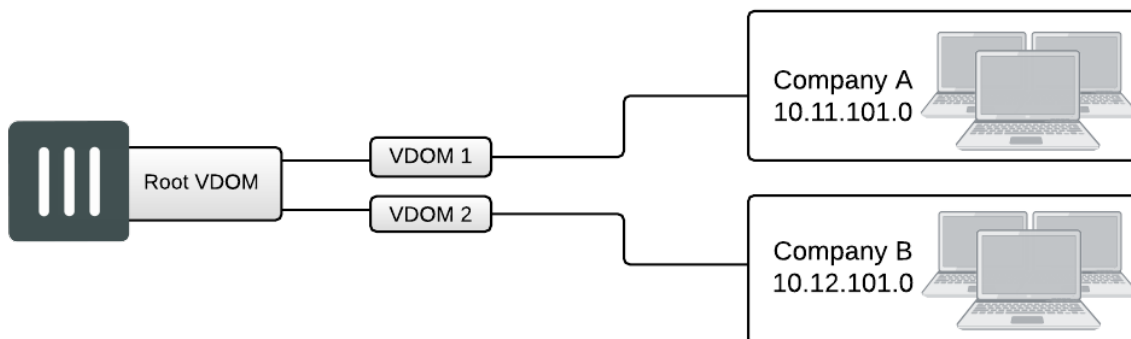 Root VDOM
VDOM 1
VDOM 2
Company A
10.11.101.0
Company B
10.12.101.0